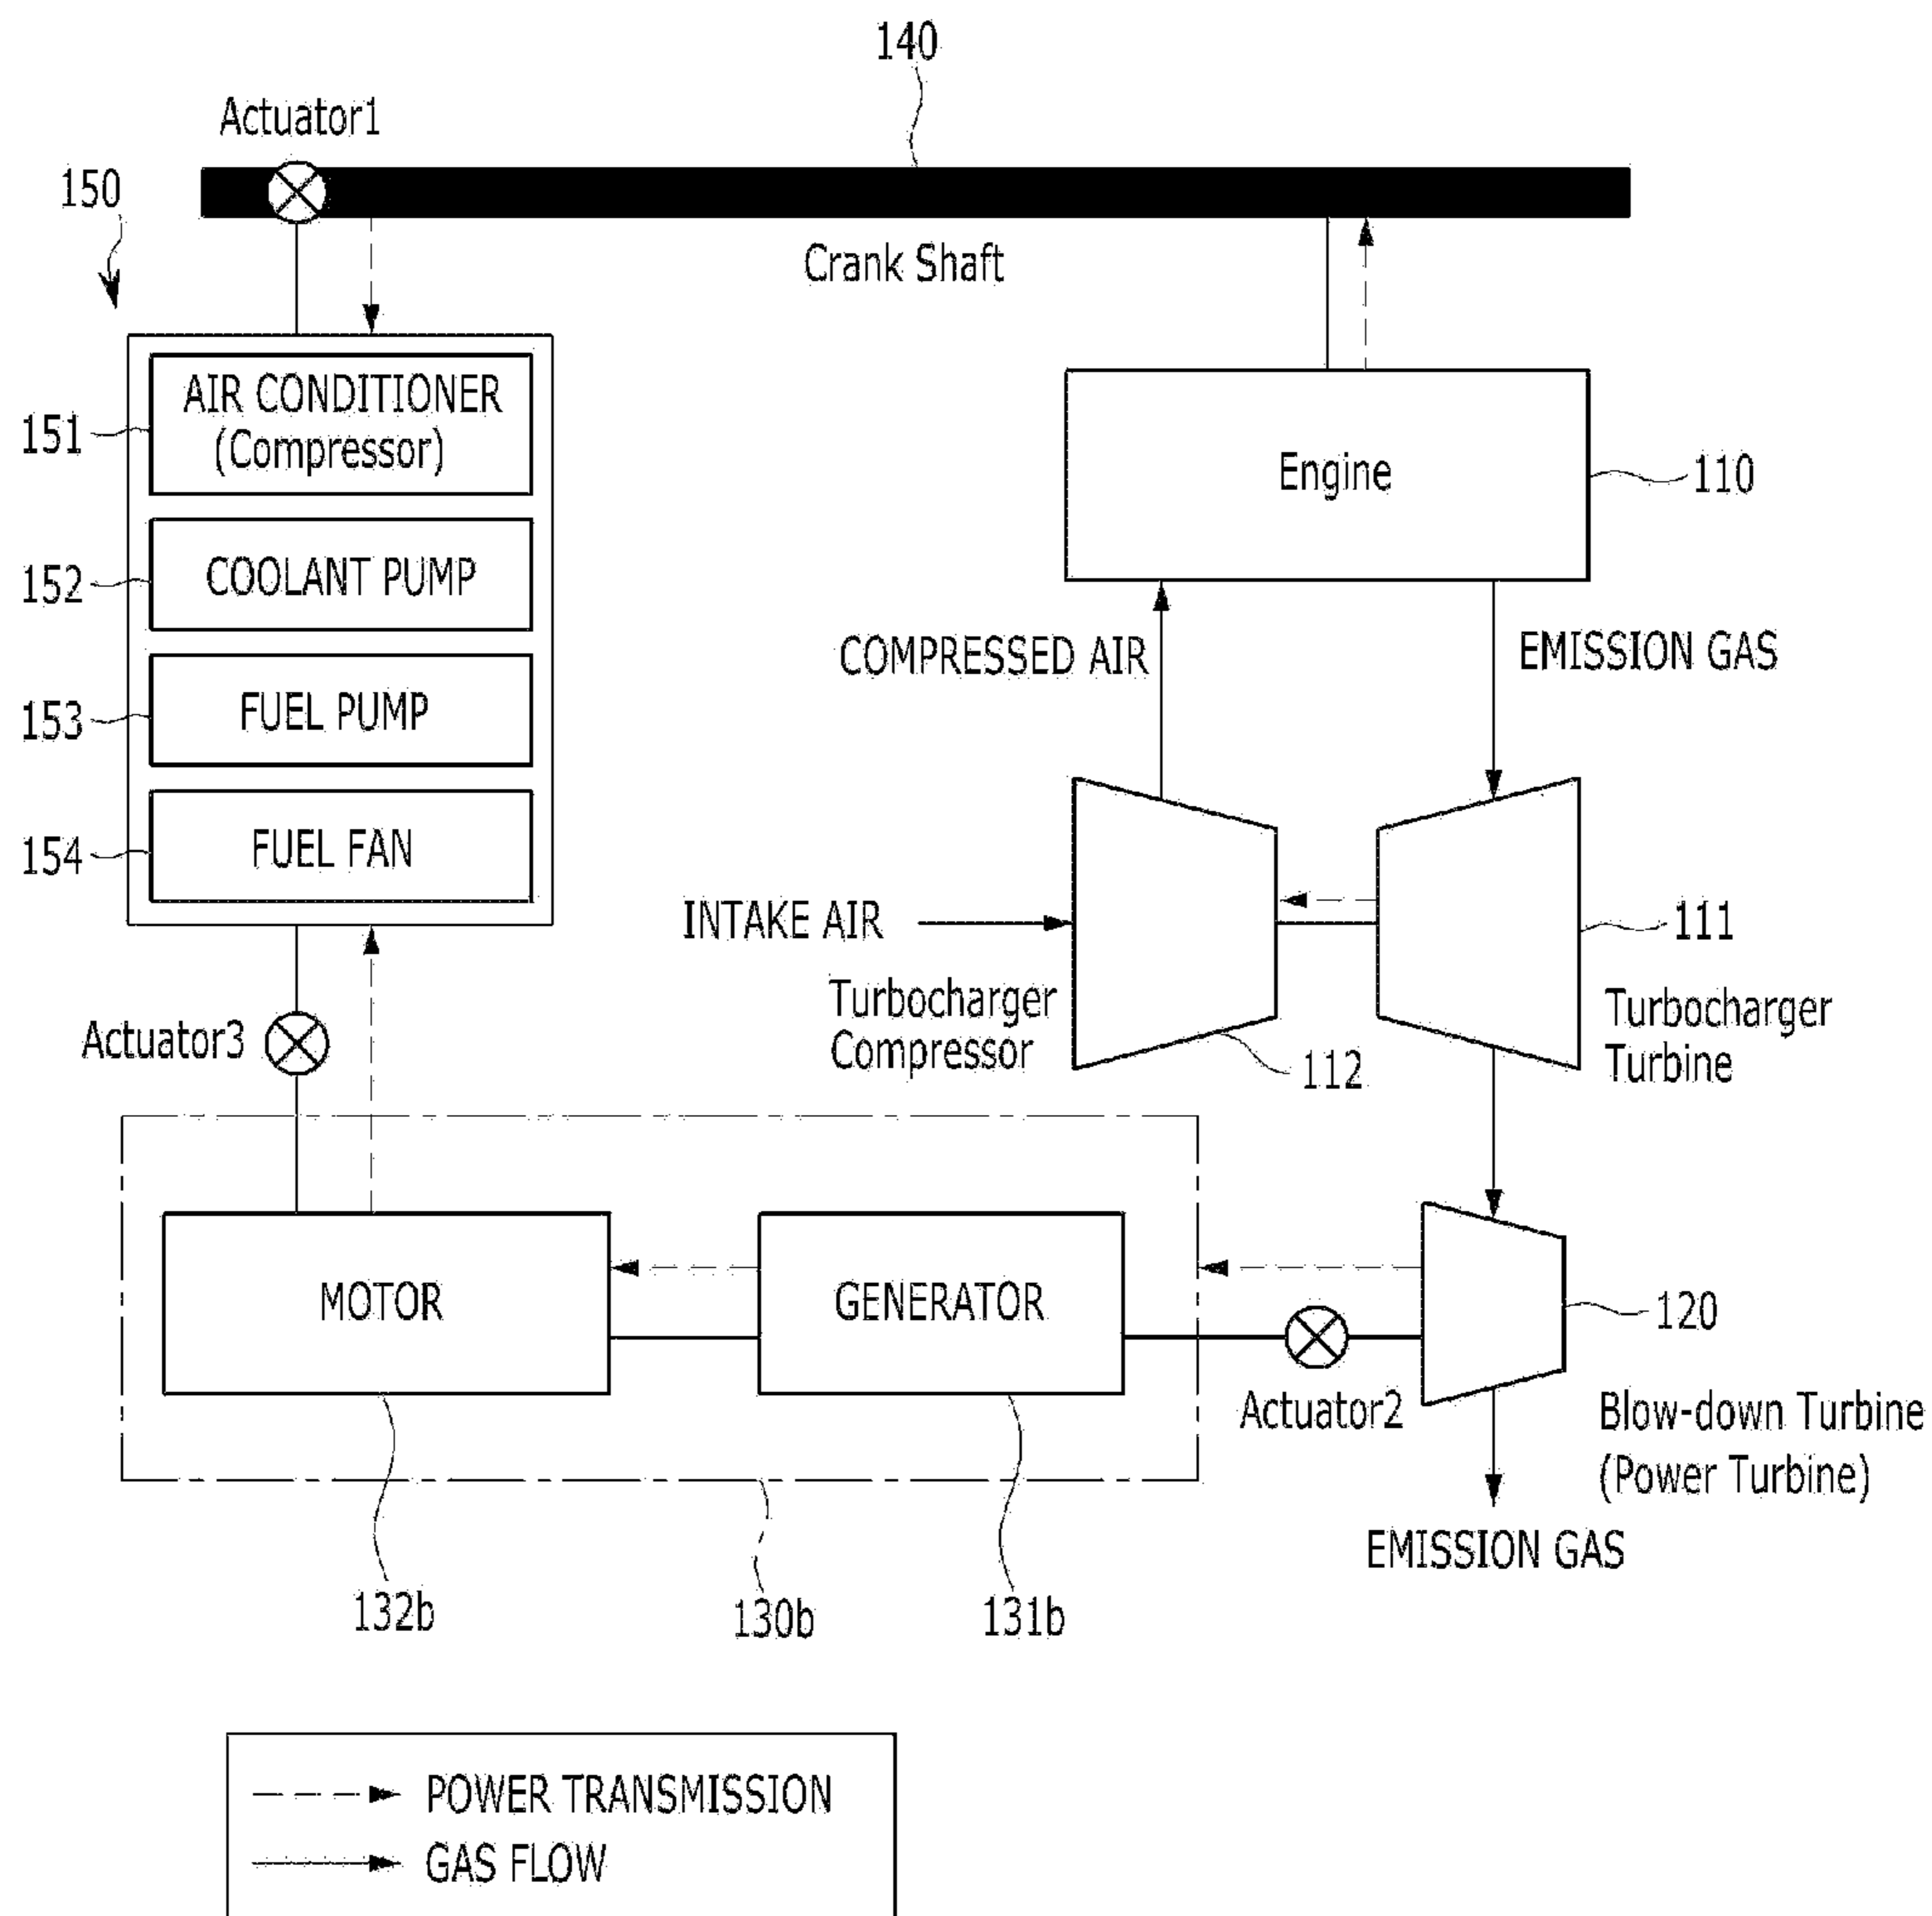 140
Actuator1
150
Crank Shaft
AIR CONDITIONER
(Compressor)
151
Engine
110
COOLANT PUMP
152
COMPRESSED AIR
EMISSION GAS
FUEL PUMP
153
FUEL FAN
154
INTAKE AIR
111
Turbocharger
Compressor
Turbocharger
Turbine
Actuator3
112
MOTOR
GENERATOR
120
Actuator2
Blow-down Turbine
(Power Turbine)
EMISSION GAS
132b
130b
131b
POWER TRANSMISSION
GAS FLOW